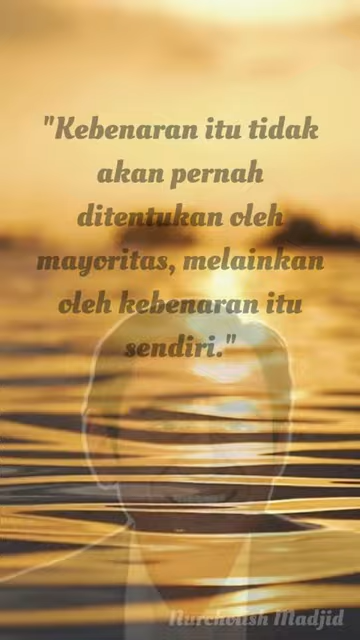 "Kebenaran itu tidak
akan pernah
ditentukan oleh
mayoritas, melainkan
oleh kebenaran itu
sendiri."
Nurcholish Madjid